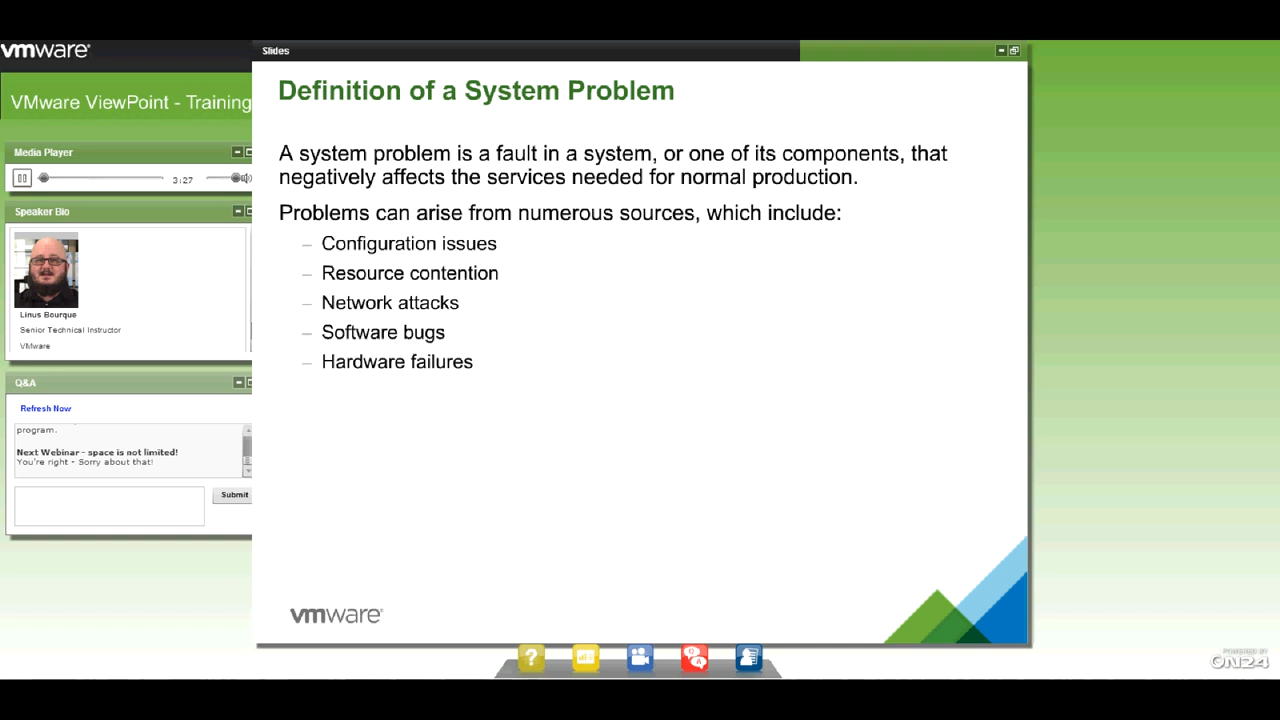 vmware
VMware ViewPoint - Training
Media Player
3:27
Speaker Bio
Linus Bourque
Senior Technical Instructor
VMware
Q&A
Refresh Now
program.
Next Webinar - space is not limited!
You're right - Sorry about that!
Submit
Slides
Definition of a System Problem
A system problem is a fault in a system, or one of its components, that
negatively affects the services needed for normal production.
Problems can arise from numerous sources, which include:
– Configuration issues
– Resource contention
– Network attacks
– Software bugs
– Hardware failures
vmware
?
Q A
POWERED BY
ON24